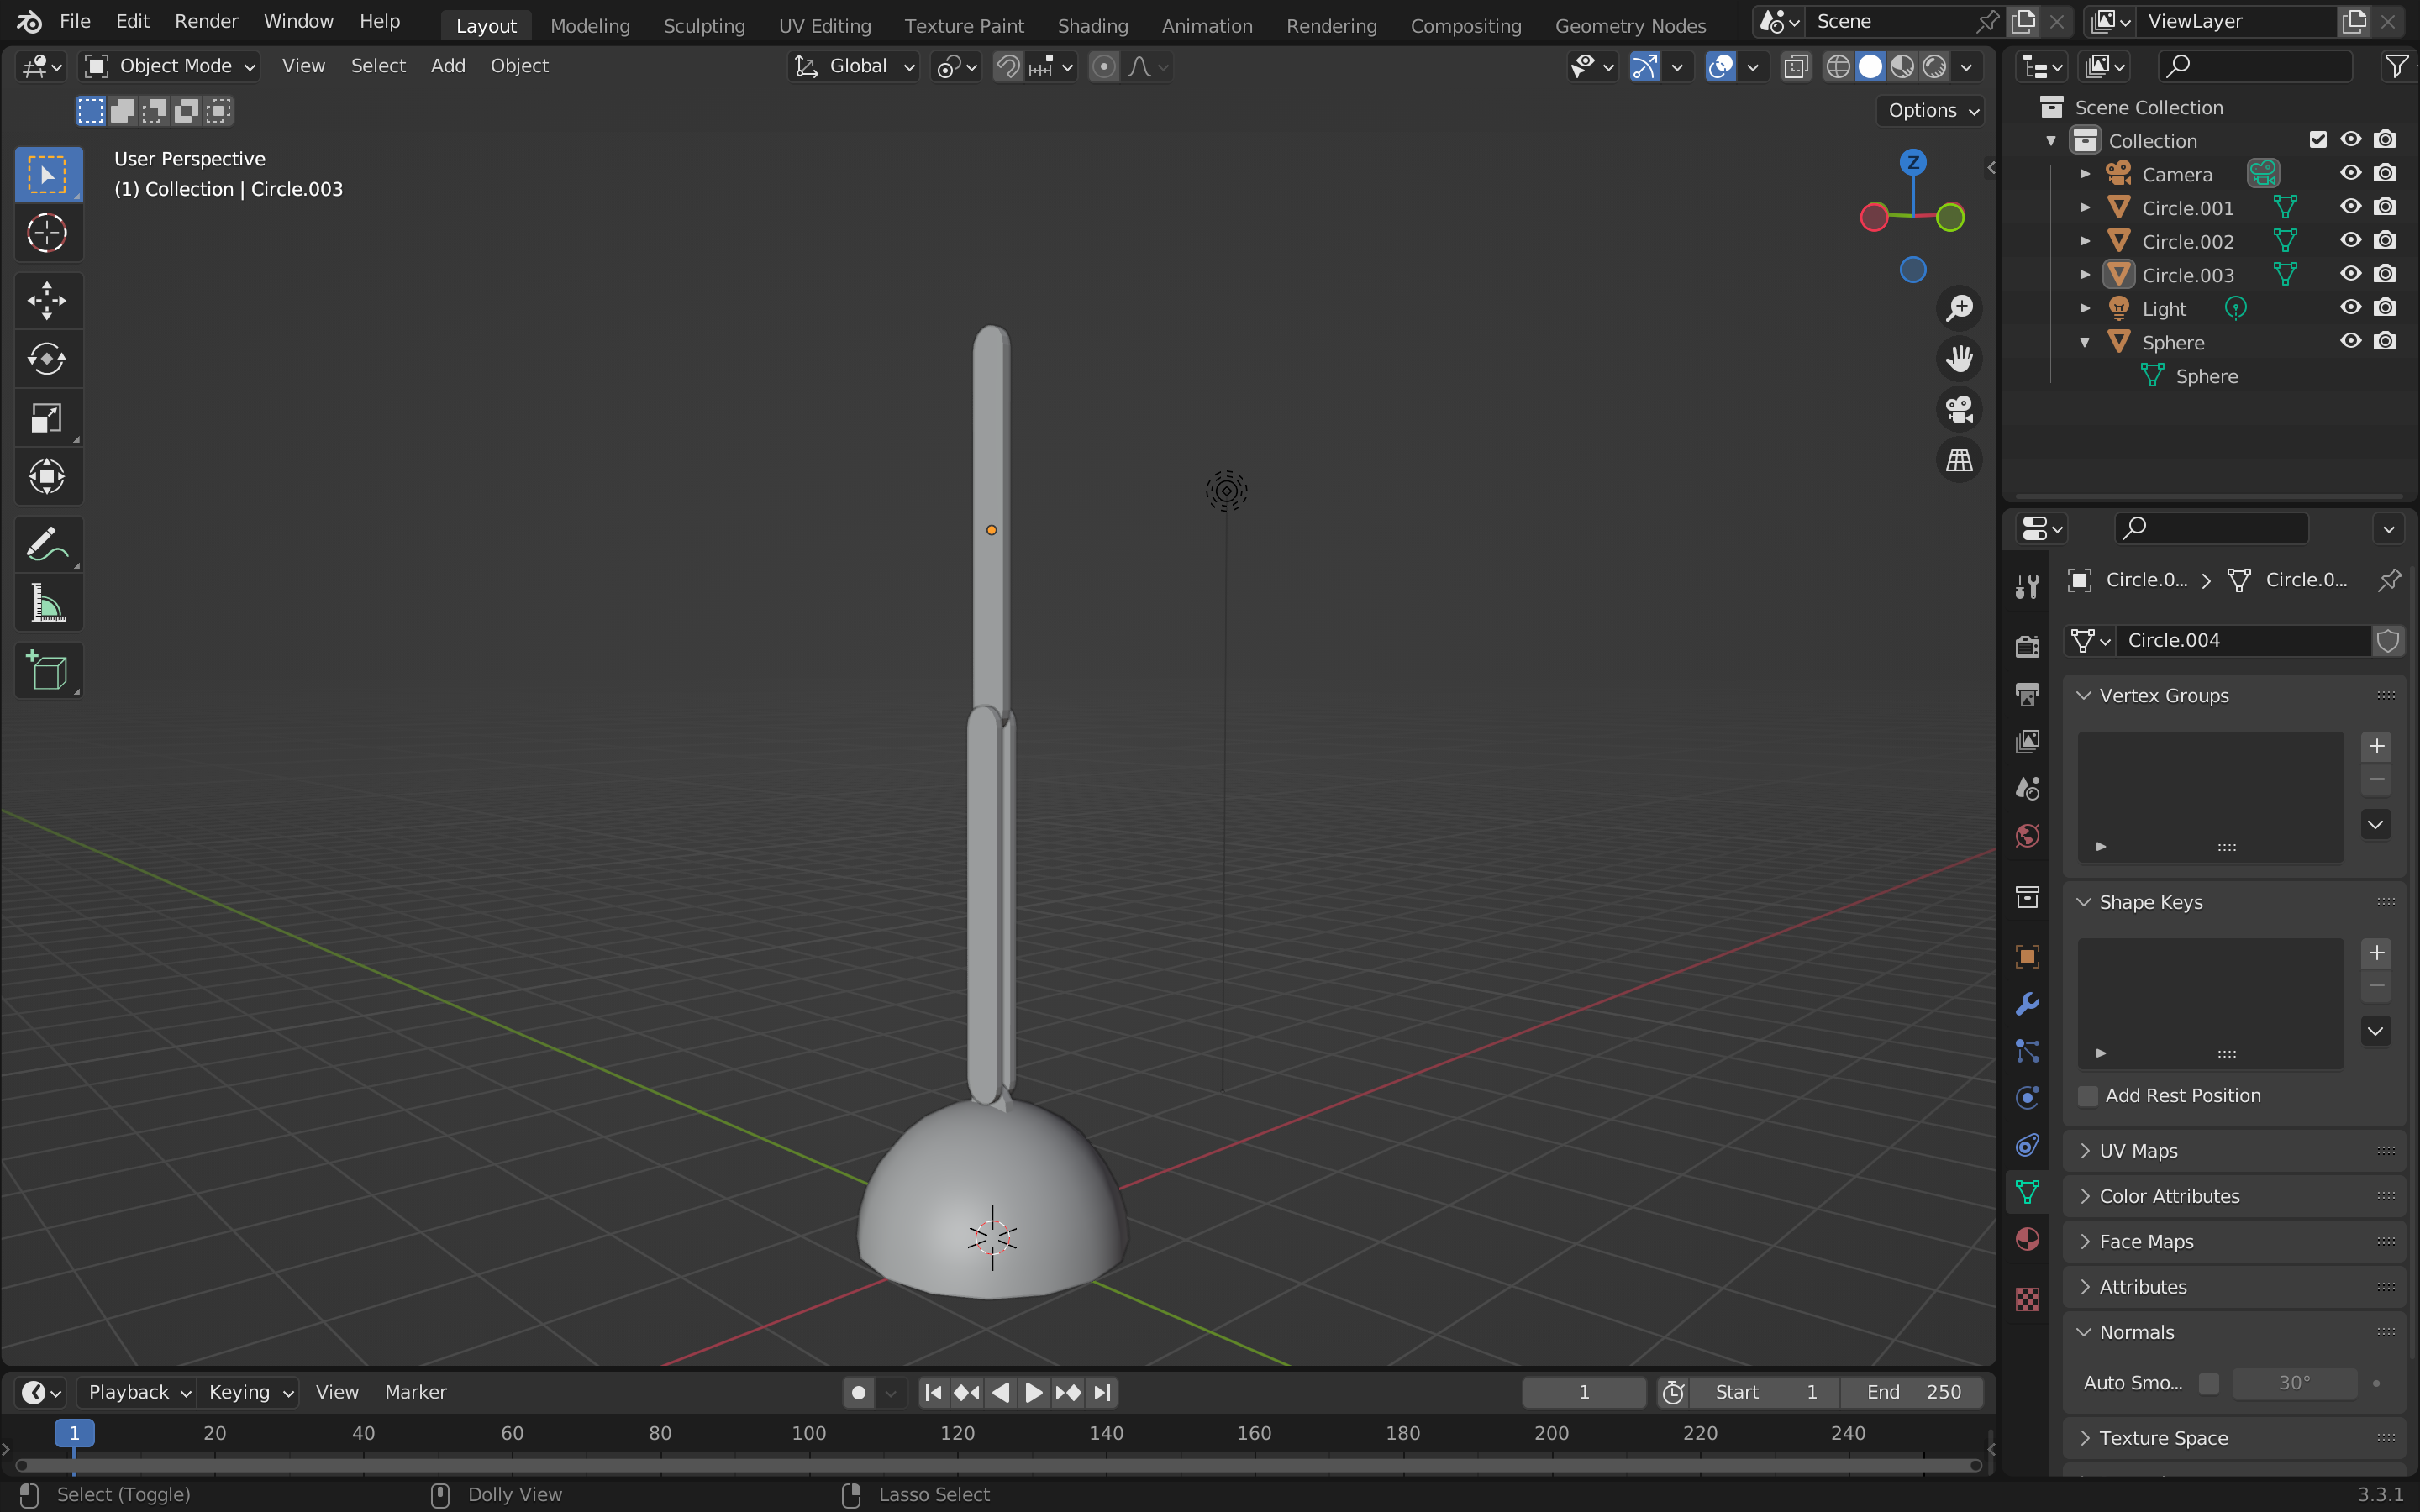 File Edit Render Window Help Layout Modeling Sculpting UV Editing Texture Paint Shading Animation Rendering Compositing Geometry Nodes Scene ViewLayer
Object Mode View Select Add Object Global
Options
User Perspective
(1) Collection | Circle.003
Z
Scene Collection
Collection
Camera
Circle.001
Circle.002
Circle.003
Light
Sphere
Sphere
Circle.0... Circle.0...
Circle.004
Vertex Groups
Shape Keys
Add Rest Position
UV Maps
Color Attributes
Face Maps
Attributes
Normals
Auto Smo... 30°
Texture Space
Playback Keying View Marker 1 Start 1 End 250
1 20 40 60 80 100 120 140 160 180 200 220 240
Select (Toggle) Dolly View Lasso Select 3.3.1